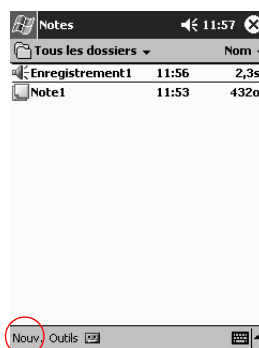 Notes 11:57
Tous les dossiers Nom
Enregistrement1 11:56 2,3s
Note1 11:53 432o
Nouv. Outils